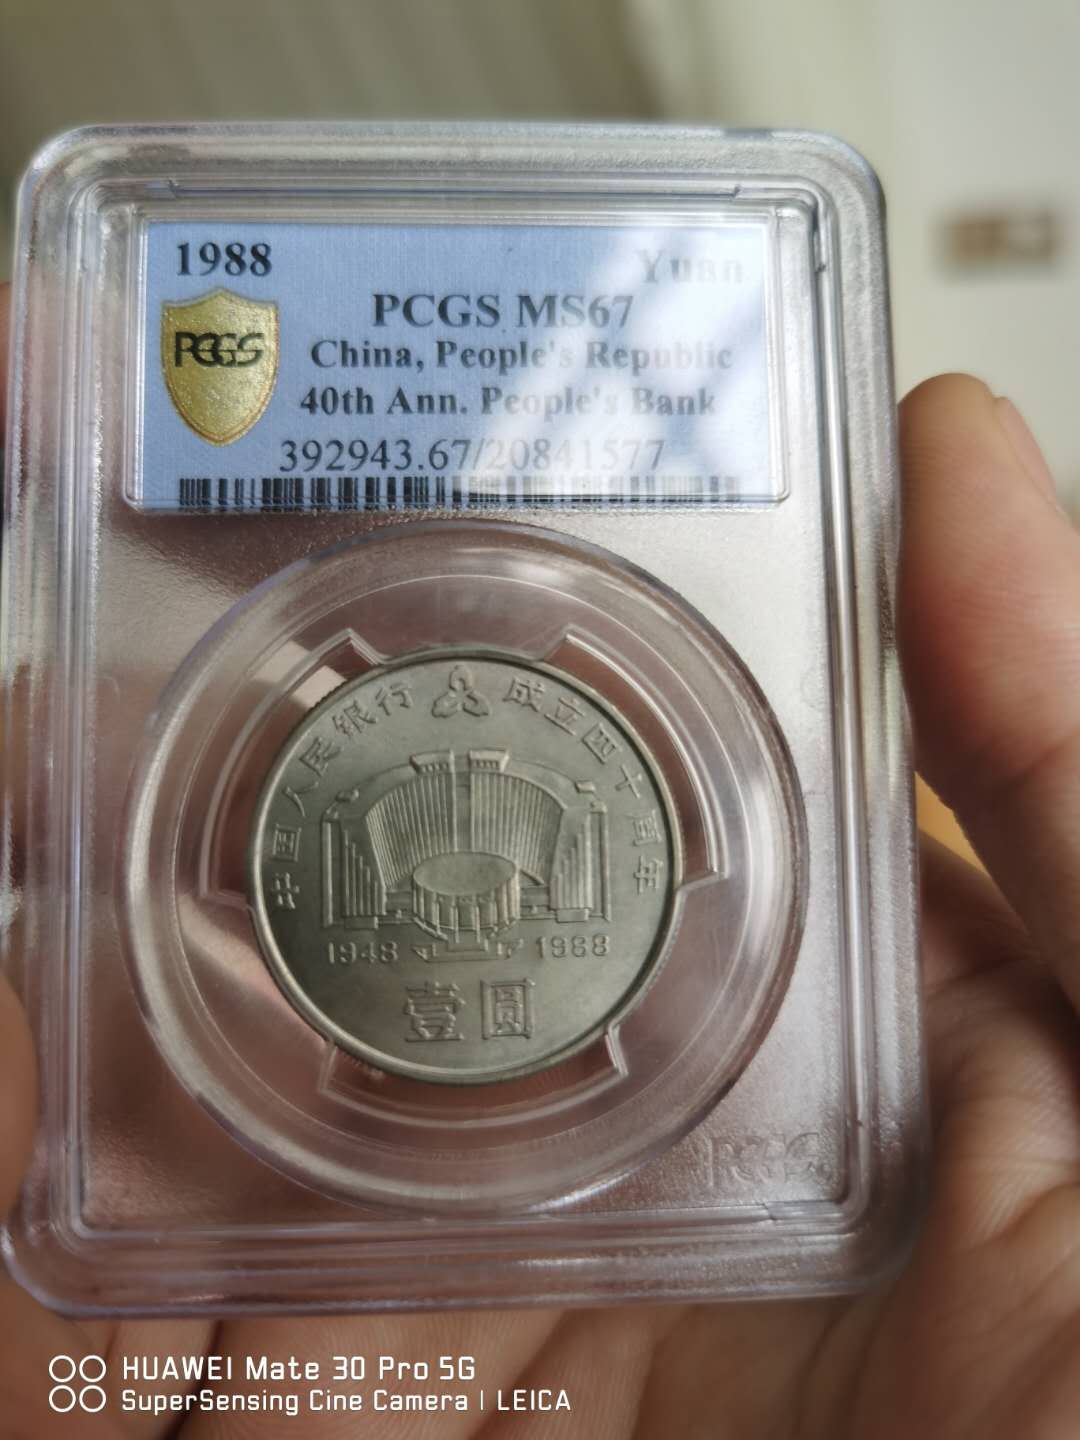 1988
Yuan
PCGS MS67
PCGS
China, People's Republic
40th Ann. People's Bank
392943.67/20841577
中国人民银行 成立四十周年
1948 1988
壹圆
PCGS
HUAWEI Mate 30 Pro 5G
SuperSensing Cine Camera | LEICA